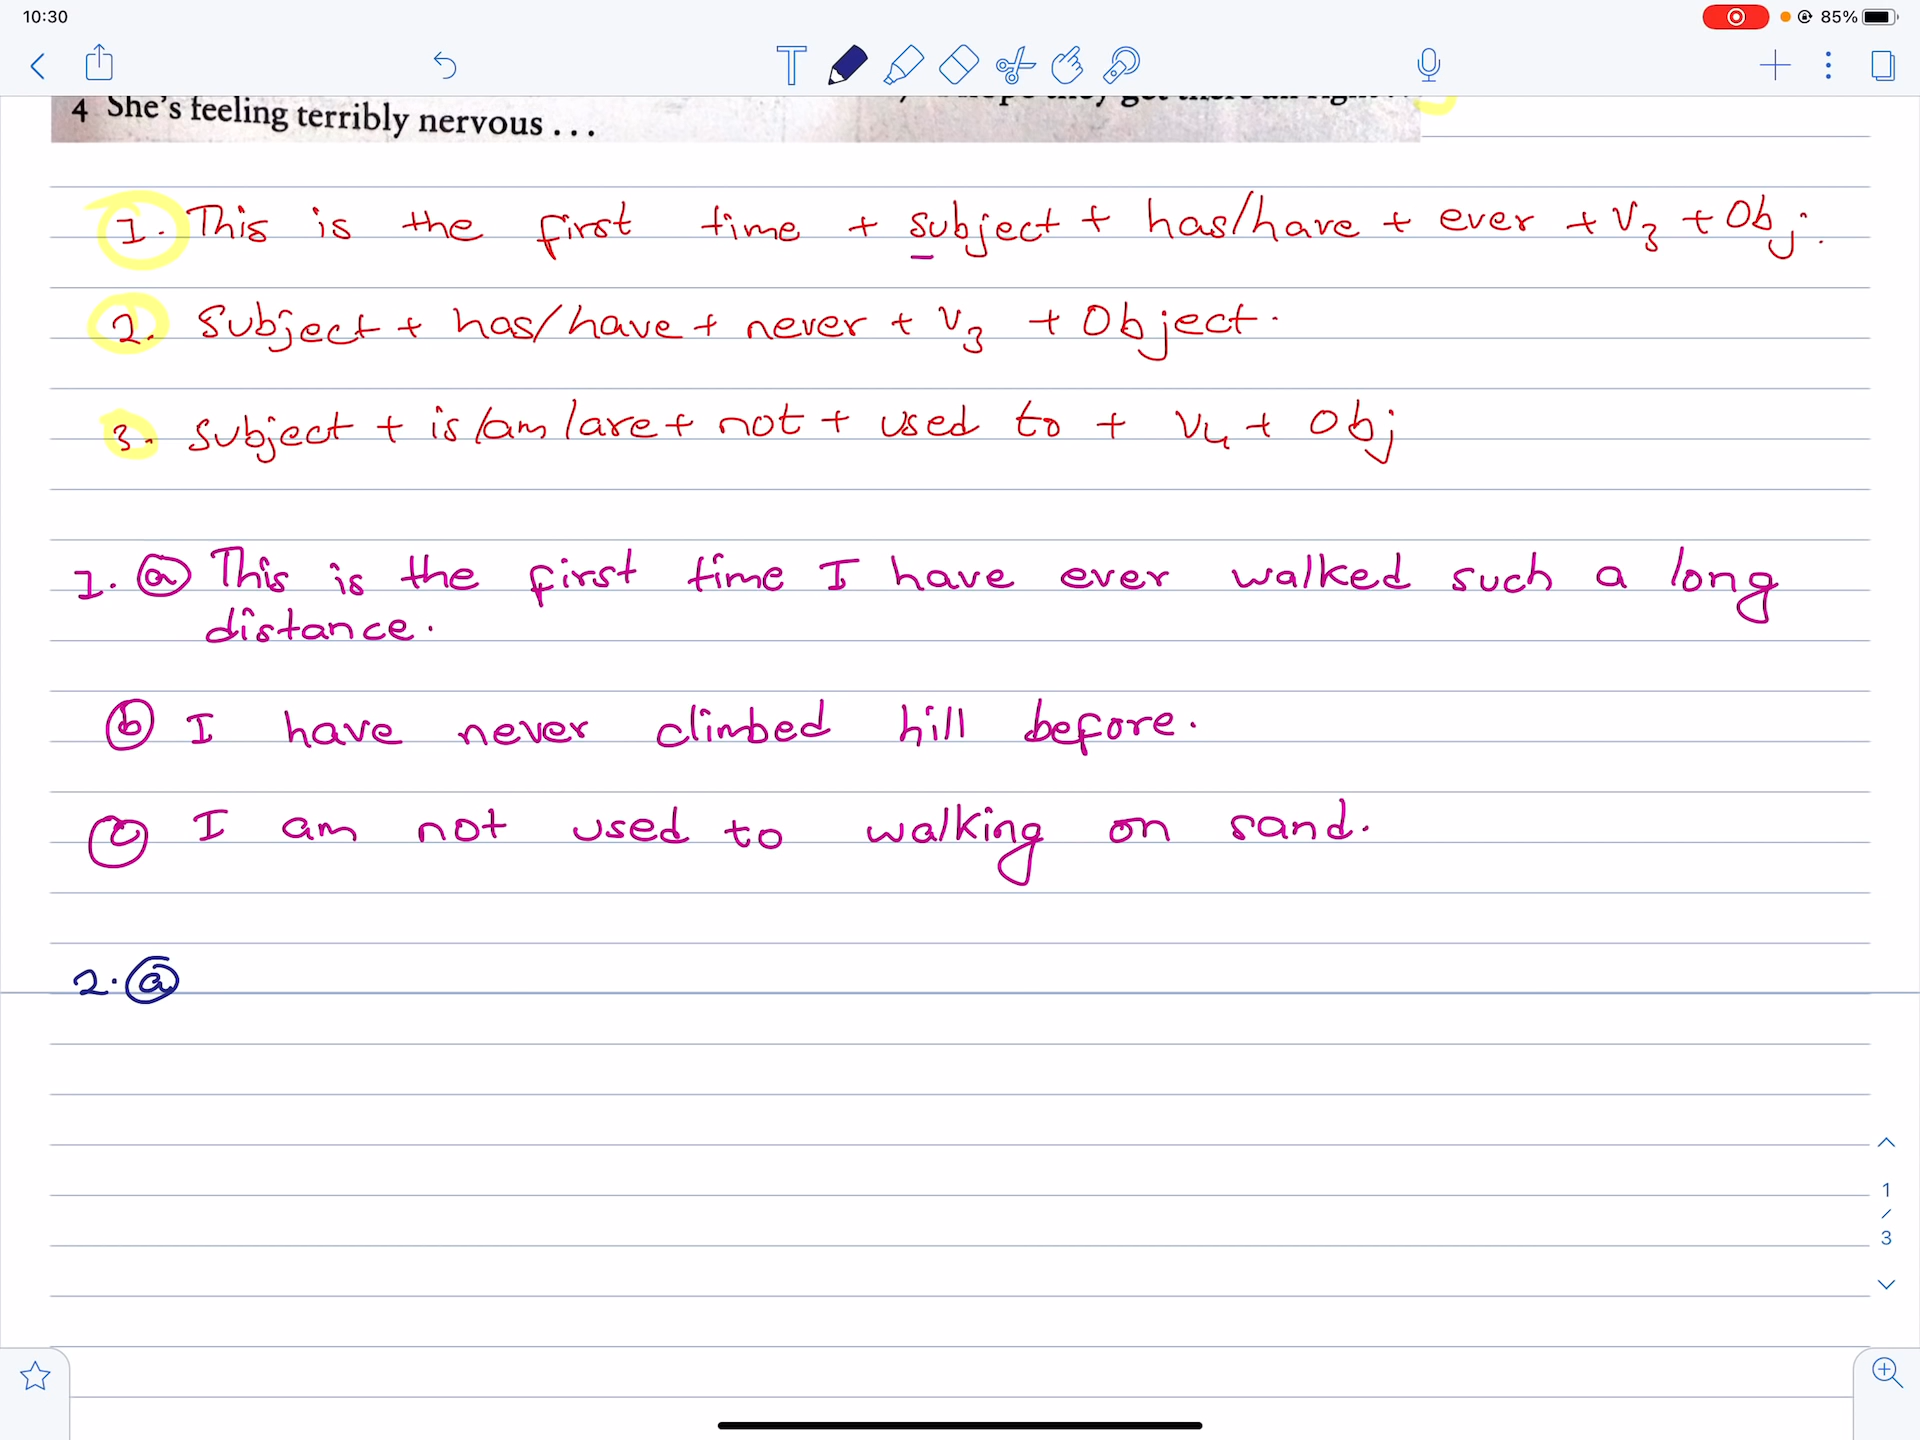 10:30
85%
4 She's feeling terribly nervous ...
1. This is the first time + subject + has/have + ever + V3 + Obj.
2. Subject + has/have + never + V3 + Object.
3. Subject + is/am/are + not + used to + V4 + Obj
1. a This is the first time I have ever walked such a long
distance.
b I have never climbed hill before.
c I am not used to walking on sand.
2. a
1
/
3